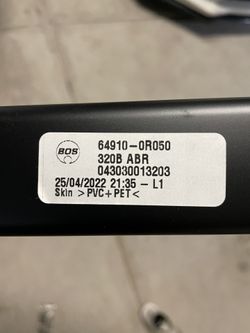 BOS
64910-0R050
320B ABR
043030013203
25/04/2022 21:35 - L1
Skin >PVC+PET<